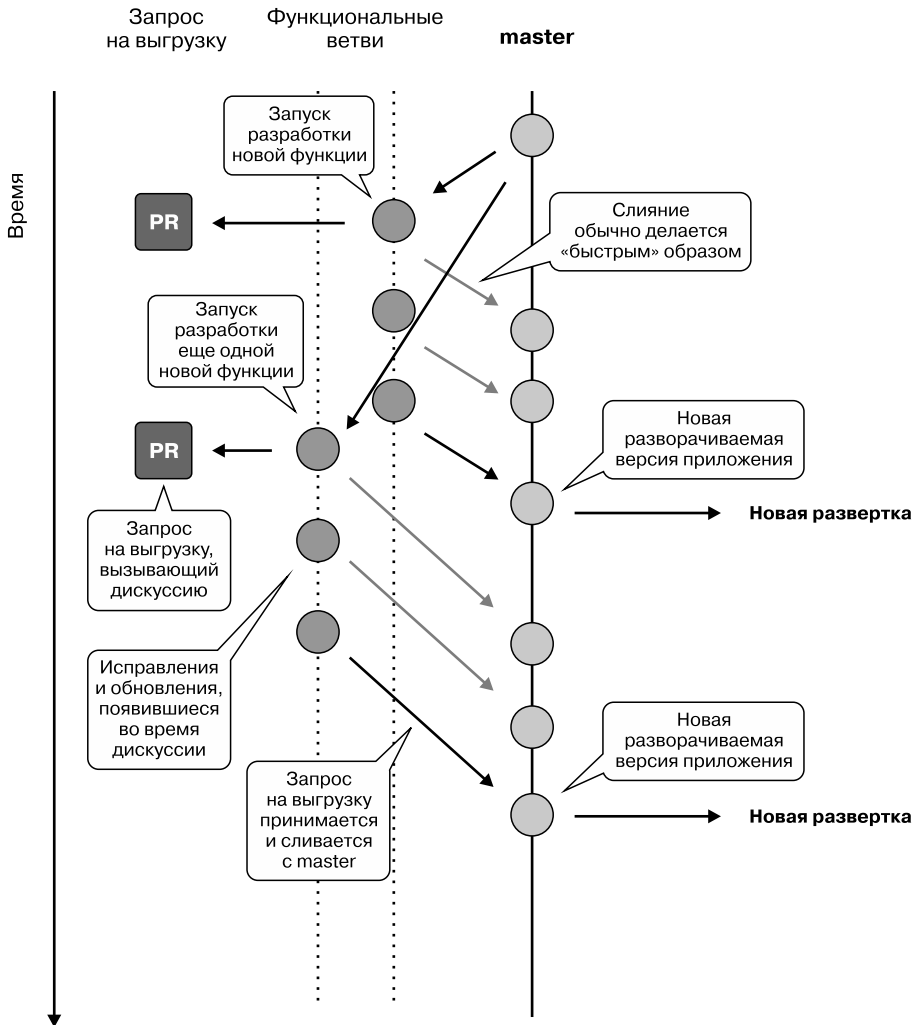 Запрос
на выгрузку
Функциональные
ветви
master
Время
Запуск
разработки
новой функции
PR
Слияние
обычно делается
«быстрым» образом
Запуск
разработки
еще одной
новой функции
PR
Новая
разворачиваемая
версия приложения
Новая развертка
Запрос
на выгрузку,
вызывающий
дискуссию
Исправления
и обновления,
появившиеся
во время
дискуссии
Новая
разворачиваемая
версия приложения
Запрос
на выгрузку
принимается
и сливается
с master
Новая развертка